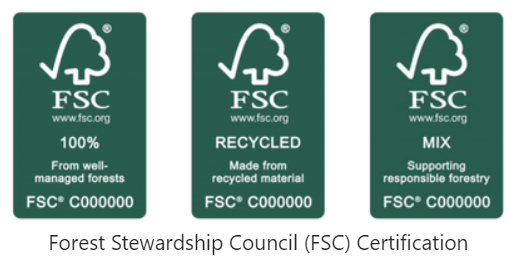 FSC
www.fsc.org
100%
From well-
managed forests
FSC® C000000
FSC
www.fsc.org
RECYCLED
Made from
recycled material
FSC® C000000
FSC
www.fsc.org
MIX
Supporting
responsible forestry
FSC® C000000
Forest Stewardship Council (FSC) Certification